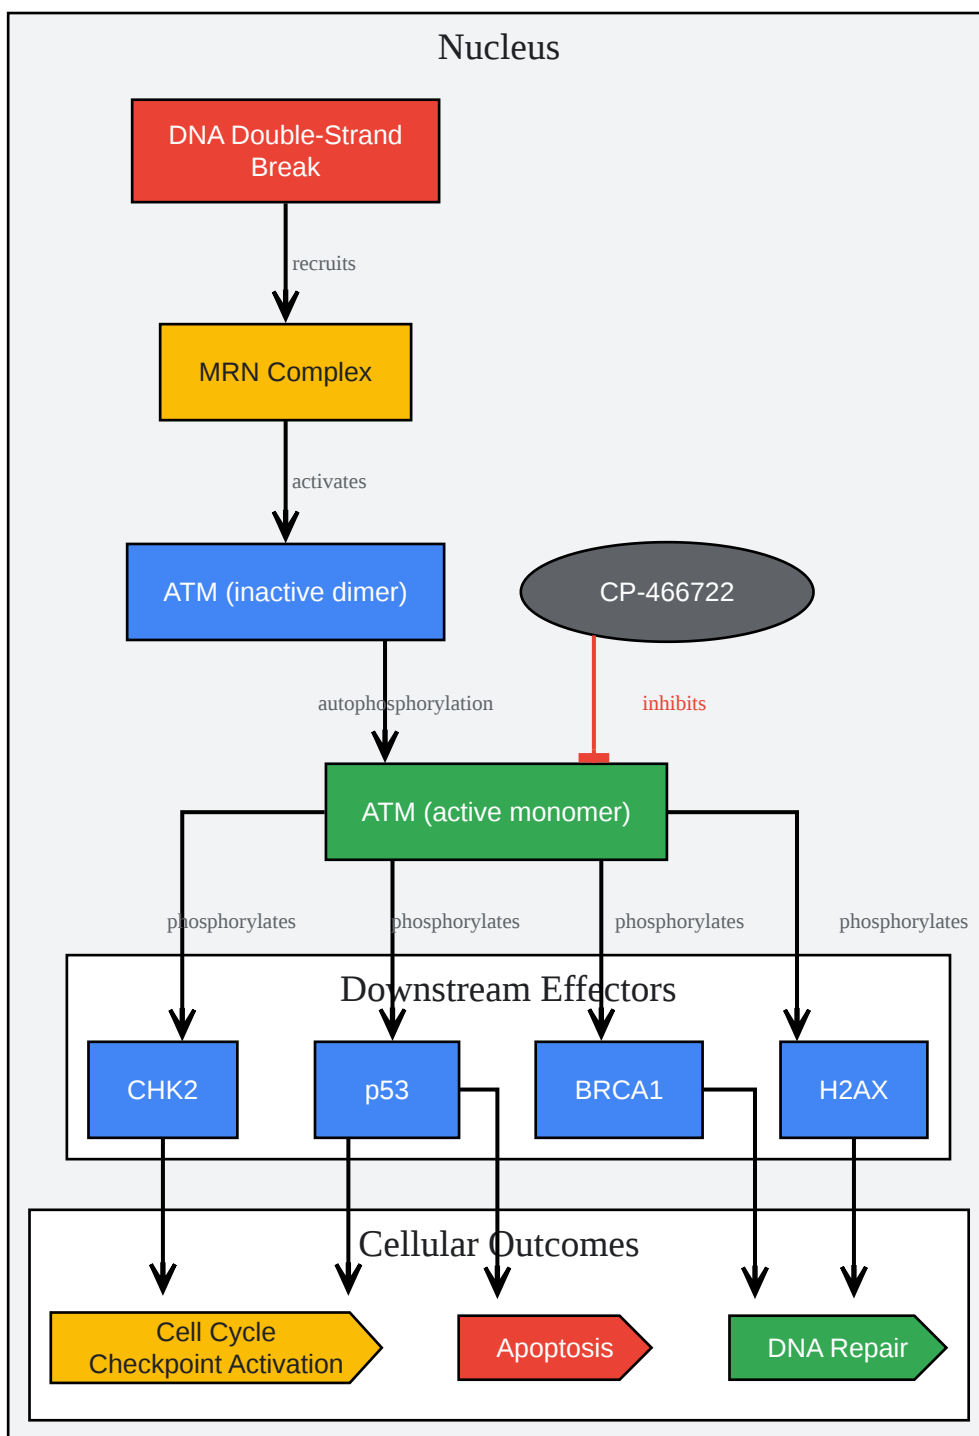 Nucleus
DNA Double-Strand
Break
recruits
MRN Complex
activates
ATM (inactive dimer)
CP-466722
autophosphorylation
inhibits
ATM (active monomer)
phosphorylates
phosphorylates
phosphorylates
phosphorylates
Downstream Effectors
CHK2
p53
BRCA1
H2AX
Cellular Outcomes
Cell Cycle
Checkpoint Activation
Apoptosis
DNA Repair